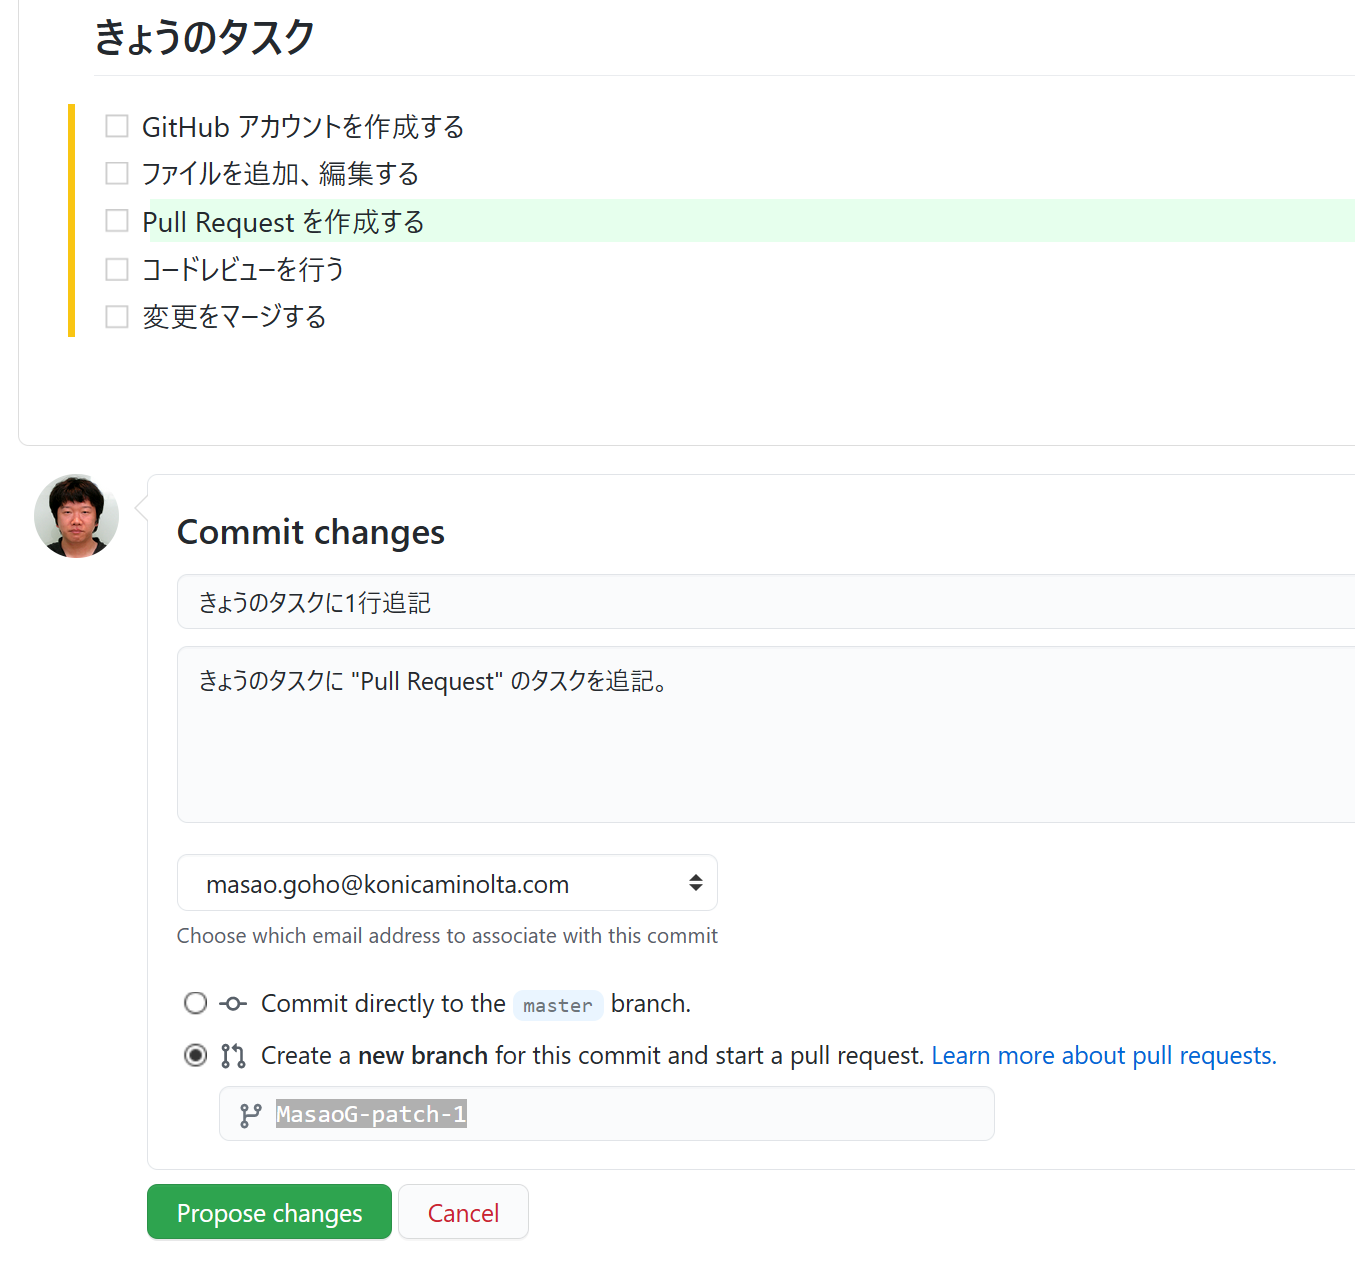 きょうのタスク
GitHub アカウントを作成する
ファイルを追加、編集する
Pull Request を作成する
コードレビューを行う
変更をマージする
Commit changes
きょうのタスクに1行追記
きょうのタスクに "Pull Request" のタスクを追記。
masao.goho@konicaminolta.com
Choose which email address to associate with this commit
Commit directly to the master branch.
Create a new branch for this commit and start a pull request. Learn more about pull requests.
MasaoG-patch-1
Propose changes Cancel